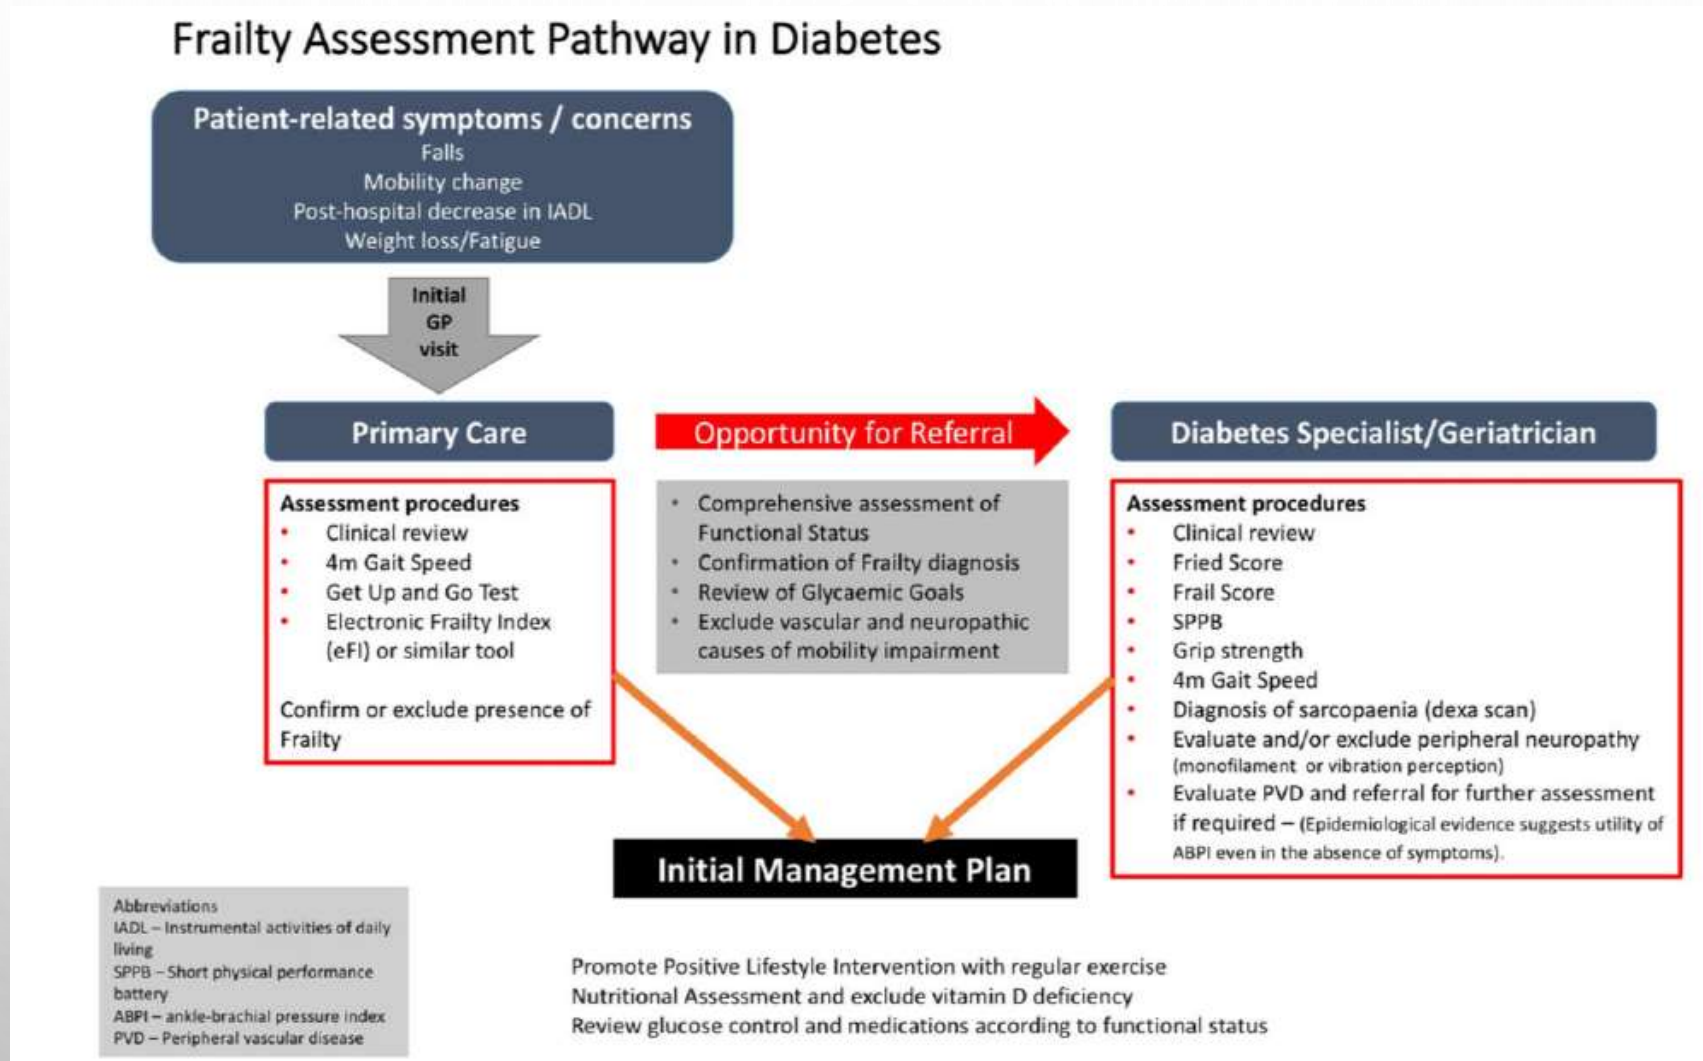 Frailty Assessment Pathway in Diabetes
Patient-related symptoms / concerns
Falls
Mobility change
Post-hospital decrease in IADL
Weight loss/Fatigue
Initial
GP
visit
Primary Care
Assessment procedures
• Clinical review
• 4m Gait Speed
• Get Up and Go Test
• Electronic Frailty Index
(eFI) or similar tool
Confirm or exclude presence of
Frailty
Opportunity for Referral
• Comprehensive assessment of
Functional Status
• Confirmation of Frailty diagnosis
• Review of Glycaemic Goals
• Exclude vascular and neuropathic
causes of mobility impairment
Diabetes Specialist/Geriatrician
Assessment procedures
• Clinical review
• Fried Score
• Frail Score
• SPPB
• Grip strength
• 4m Gait Speed
• Diagnosis of sarcopaenia (dexa scan)
• Evaluate and/or exclude peripheral neuropathy
(monofilament or vibration perception)
• Evaluate PVD and referral for further assessment
if required – (Epidemiological evidence suggests utility of
ABPI even in the absence of symptoms).
Initial Management Plan
Promote Positive Lifestyle Intervention with regular exercise
Nutritional Assessment and exclude vitamin D deficiency
Review glucose control and medications according to functional status
Abbreviations
IADL – Instrumental activities of daily
living
SPPB – Short physical performance
battery
ABPI – ankle-brachial pressure index
PVD – Peripheral vascular disease